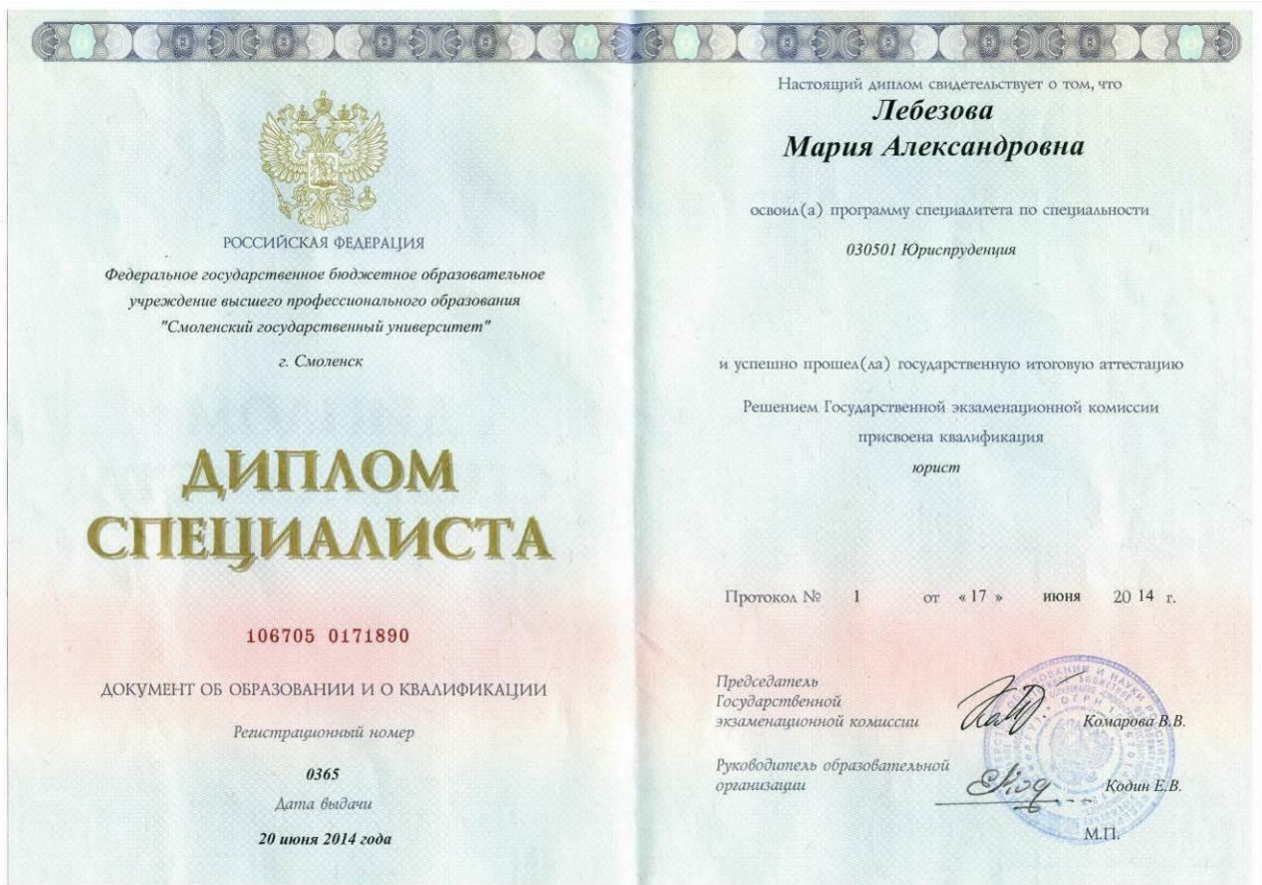 РОССИЙСКАЯ ФЕДЕРАЦИЯ
Федеральное государственное бюджетное образовательное
учреждение высшего профессионального образования
"Смоленский государственный университет"
г. Смоленск
ДИПЛОМ
СПЕЦИАЛИСТА
106705 0171890
ДОКУМЕНТ ОБ ОБРАЗОВАНИИ И О КВАЛИФИКАЦИИ
Регистрационный номер
0365
Дата выдачи
20 июня 2014 года
Настоящий диплом свидетельствует о том, что
Лебезова
Мария Александровна
освоил(а) программу специалитета по специальности
030501 Юриспруденция
и успешно прошел(ла) государственную итоговую аттестацию
Решением Государственной экзаменационной комиссии
присвоена квалификация
юрист
Протокол № 1 от «17» июня 20 14 г.
Председатель
Государственной
экзаменационной комиссии Комарова В.В.
Руководитель образовательной
организации Кодин Е.В.
М.П.